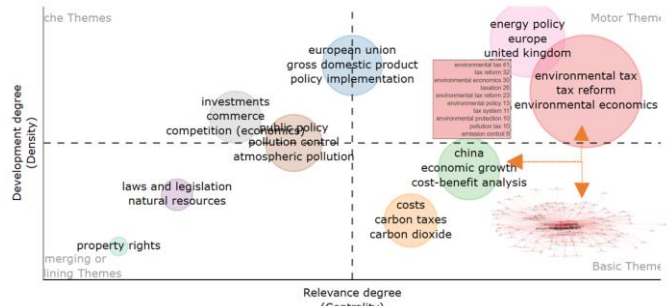 che Themes
Motor Theme
energy policy
europe
united kingdom
european union
gross domestic product
policy implementation
environmental tax 41
tax reform 32
environmental economics 30
taxation 26
environmental tax reform 23
environmental policy 13
tax system 11
environmental protection 10
pollution tax 10
emission control 9
environmental tax
tax reform
environmental economics
investments
commerce
competition (economics)
public policy
pollution control
atmospheric pollution
china
economic growth
cost-benefit analysis
laws and legislation
natural resources
costs
carbon taxes
carbon dioxide
property rights
merging or
lining Themes
Basic Theme
Development degree
(Density)
Relevance degree
(Centrality)